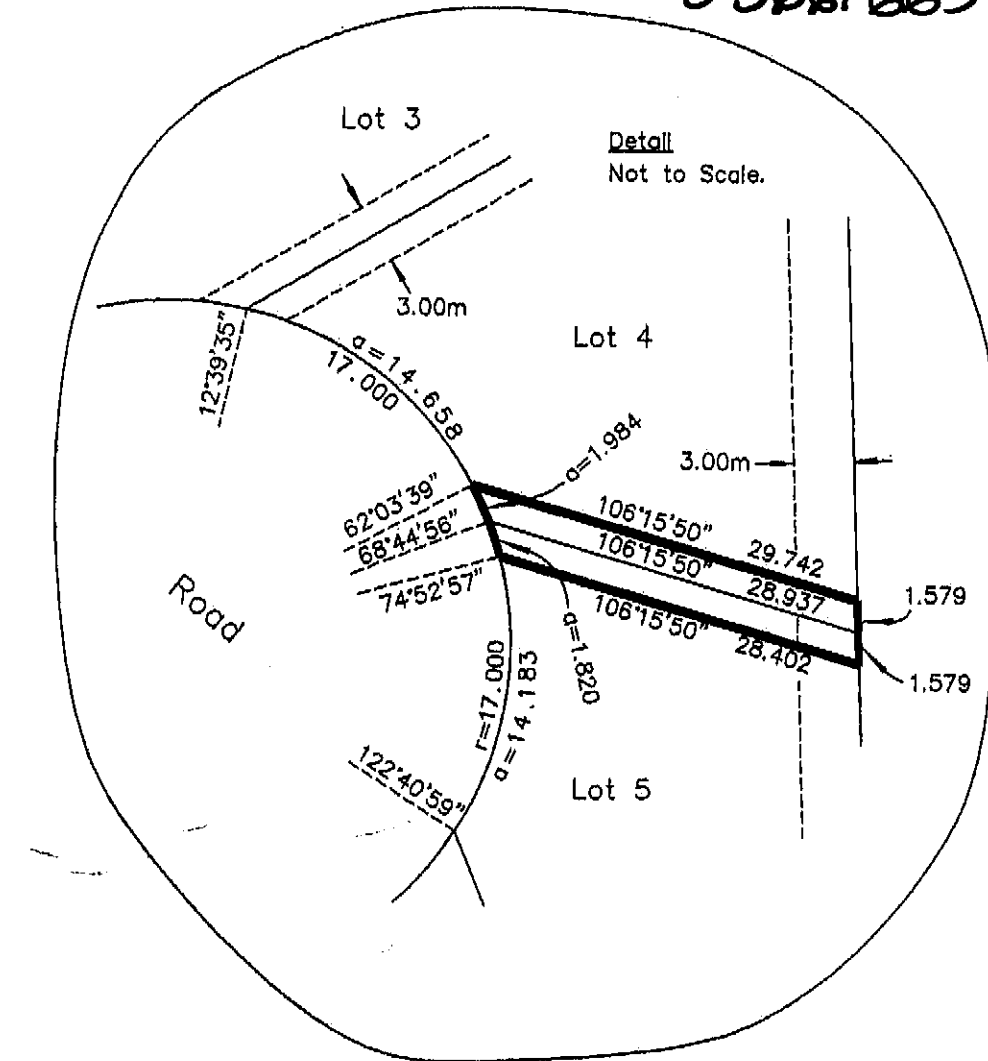 Lot 3
Detail
Not to Scale.
3.00m
12°39'35"
a=14.658
17.000
Lot 4
a=1.984
3.00m
62°03'39"
68°44'56"
74°52'57"
106°15'50" 29.742
106°15'50" 28.937
106°15'50" 28.402
1.579
1.579
Road
a=1.820
r=17.000
a=14.183
122°40'59"
Lot 5